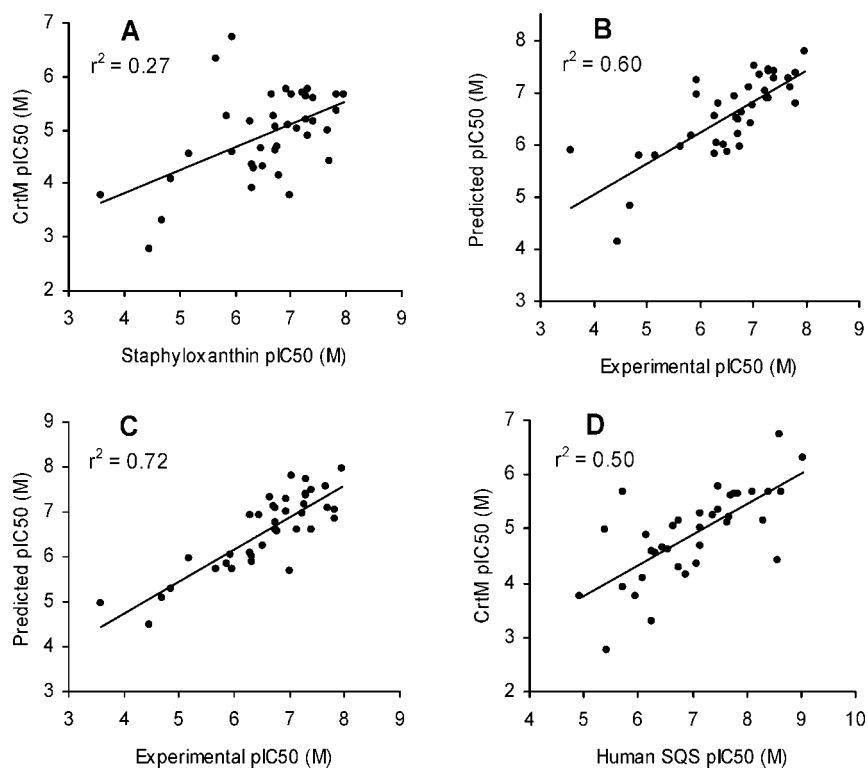 A
r² = 0.27
7
6
5
4
3
2
CrtM pIC50 (M)
3 4 5 6 7 8 9
Staphyloxanthin pIC50 (M)
B
r² = 0.60
8
7
6
5
4
3
Predicted pIC50 (M)
3 4 5 6 7 8 9
Experimental pIC50 (M)
C
r² = 0.72
9
8
7
6
5
4
3
Predicted pIC50 (M)
3 4 5 6 7 8 9
Experimental pIC50 (M)
D
r² = 0.50
7
6
5
4
3
2
CrtM pIC50 (M)
4 5 6 7 8 9 10
Human SQS pIC50 (M)